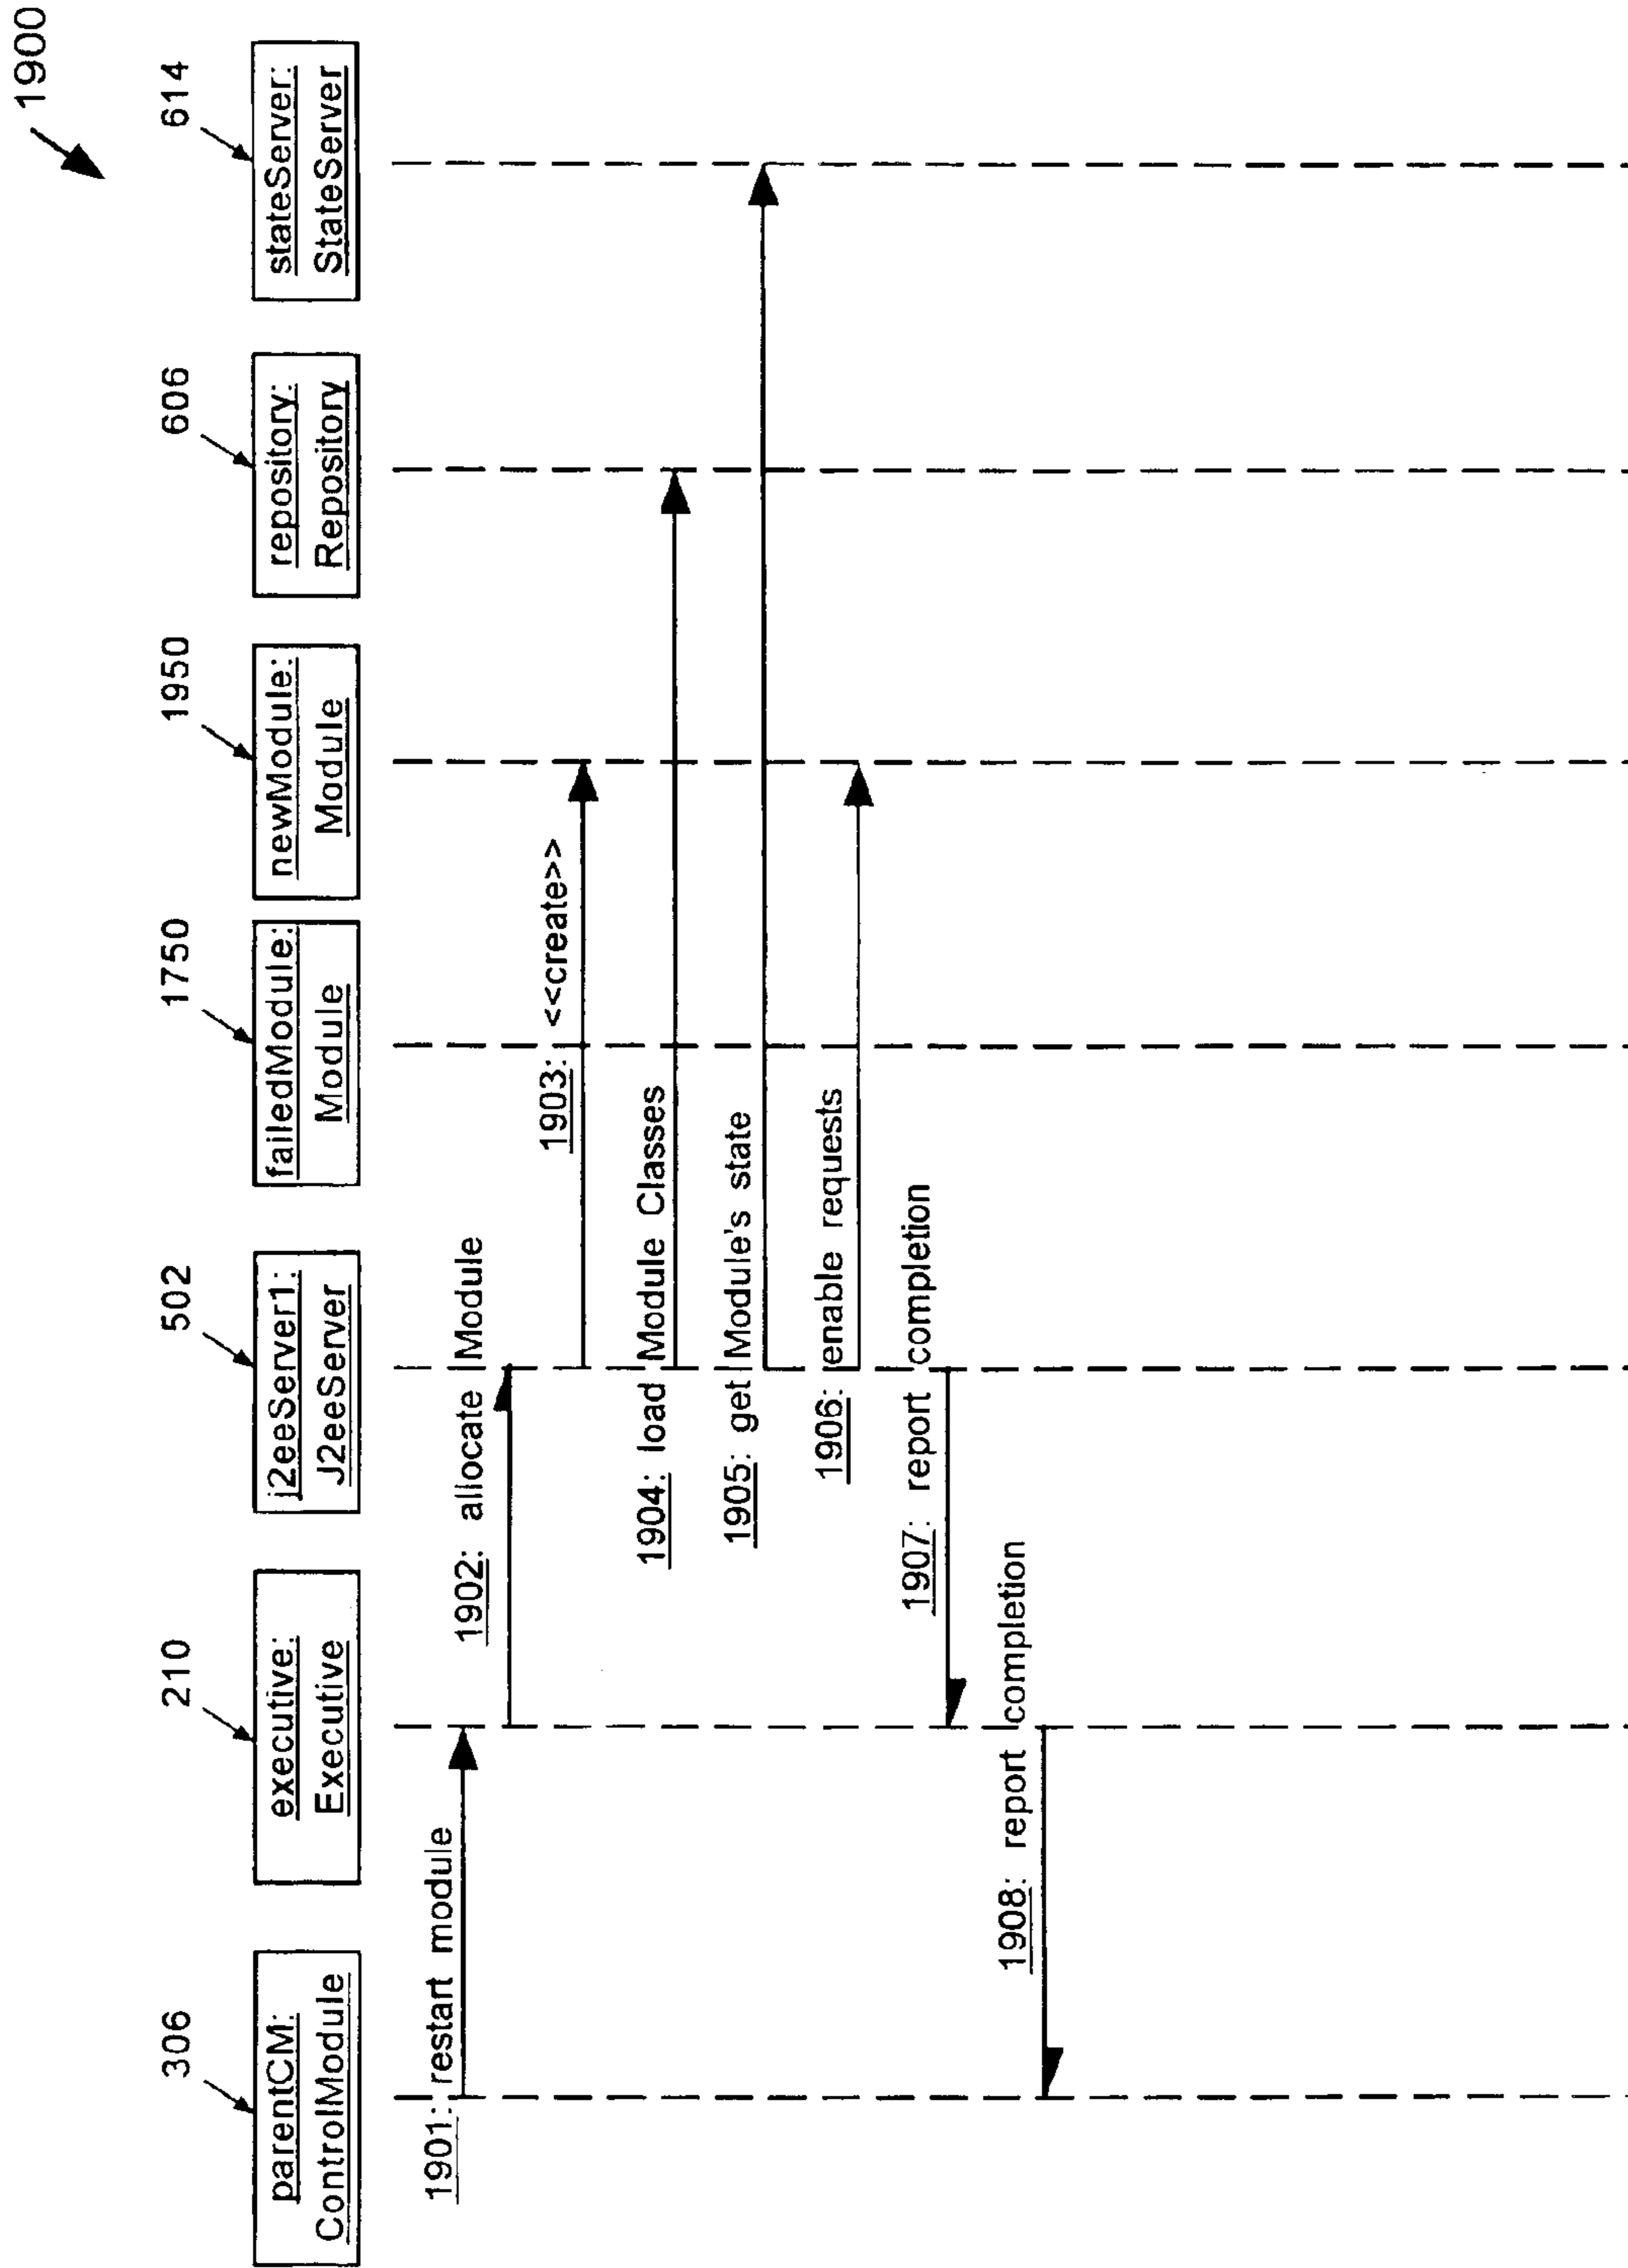 1900
306
210
502
1750
1950
606
614
parentCM:
ControlModule
executive:
Executive
j2eeServer1:
J2eeServer
failedModule:
Module
newModule:
Module
repository:
Repository
stateServer:
StateServer
1901: restart module
1902: allocate Module
1903: <<create>>
1904: load Module Classes
1905: get Module's state
1906: enable requests
1907: report completion
1908: report completion